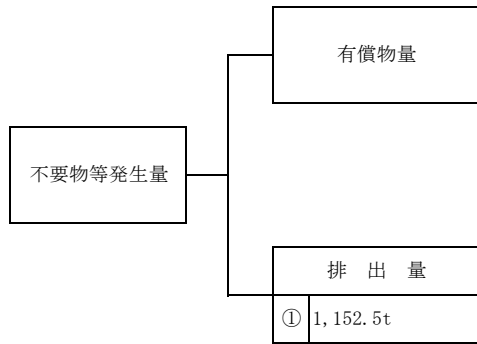 有償物量
不要物等発生量
排 出 量
① 1,152.5t